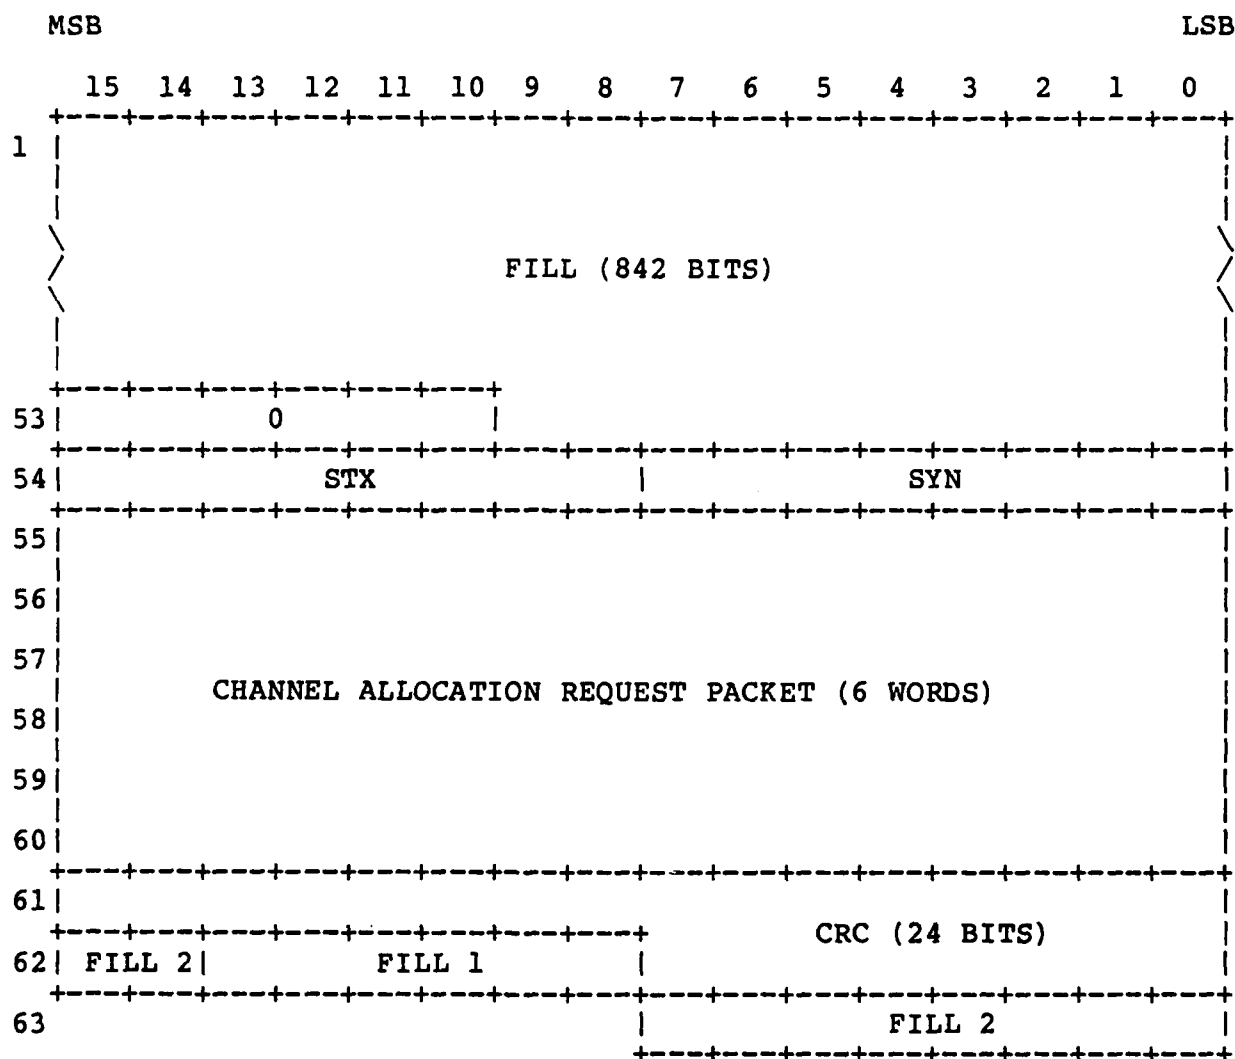 MSB LSB
15 14 13 12 11 10 9 8 7 6 5 4 3 2 1 0
1
FILL (842 BITS)
53 0
54 STX SYN
55
56
57
CHANNEL ALLOCATION REQUEST PACKET (6 WORDS)
58
59
60
61
CRC (24 BITS)
62 FILL 2 FILL 1
63 FILL 2